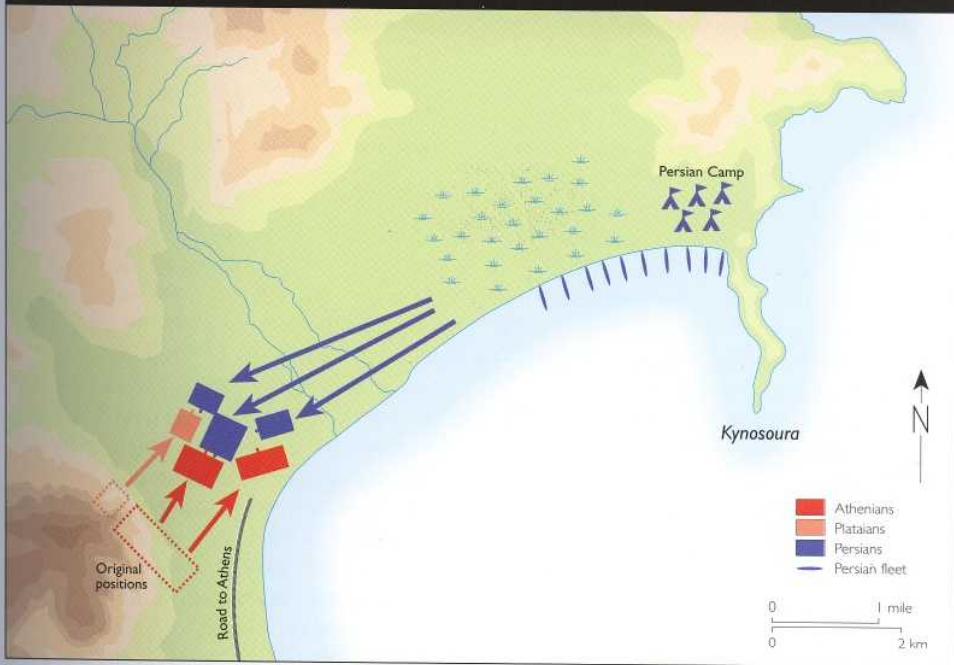 Persian Camp
Kynosoura
N
Original
positions
Road to Athens
Athenians
Plataians
Persians
Persian fleet
0 1 mile
0 2 km